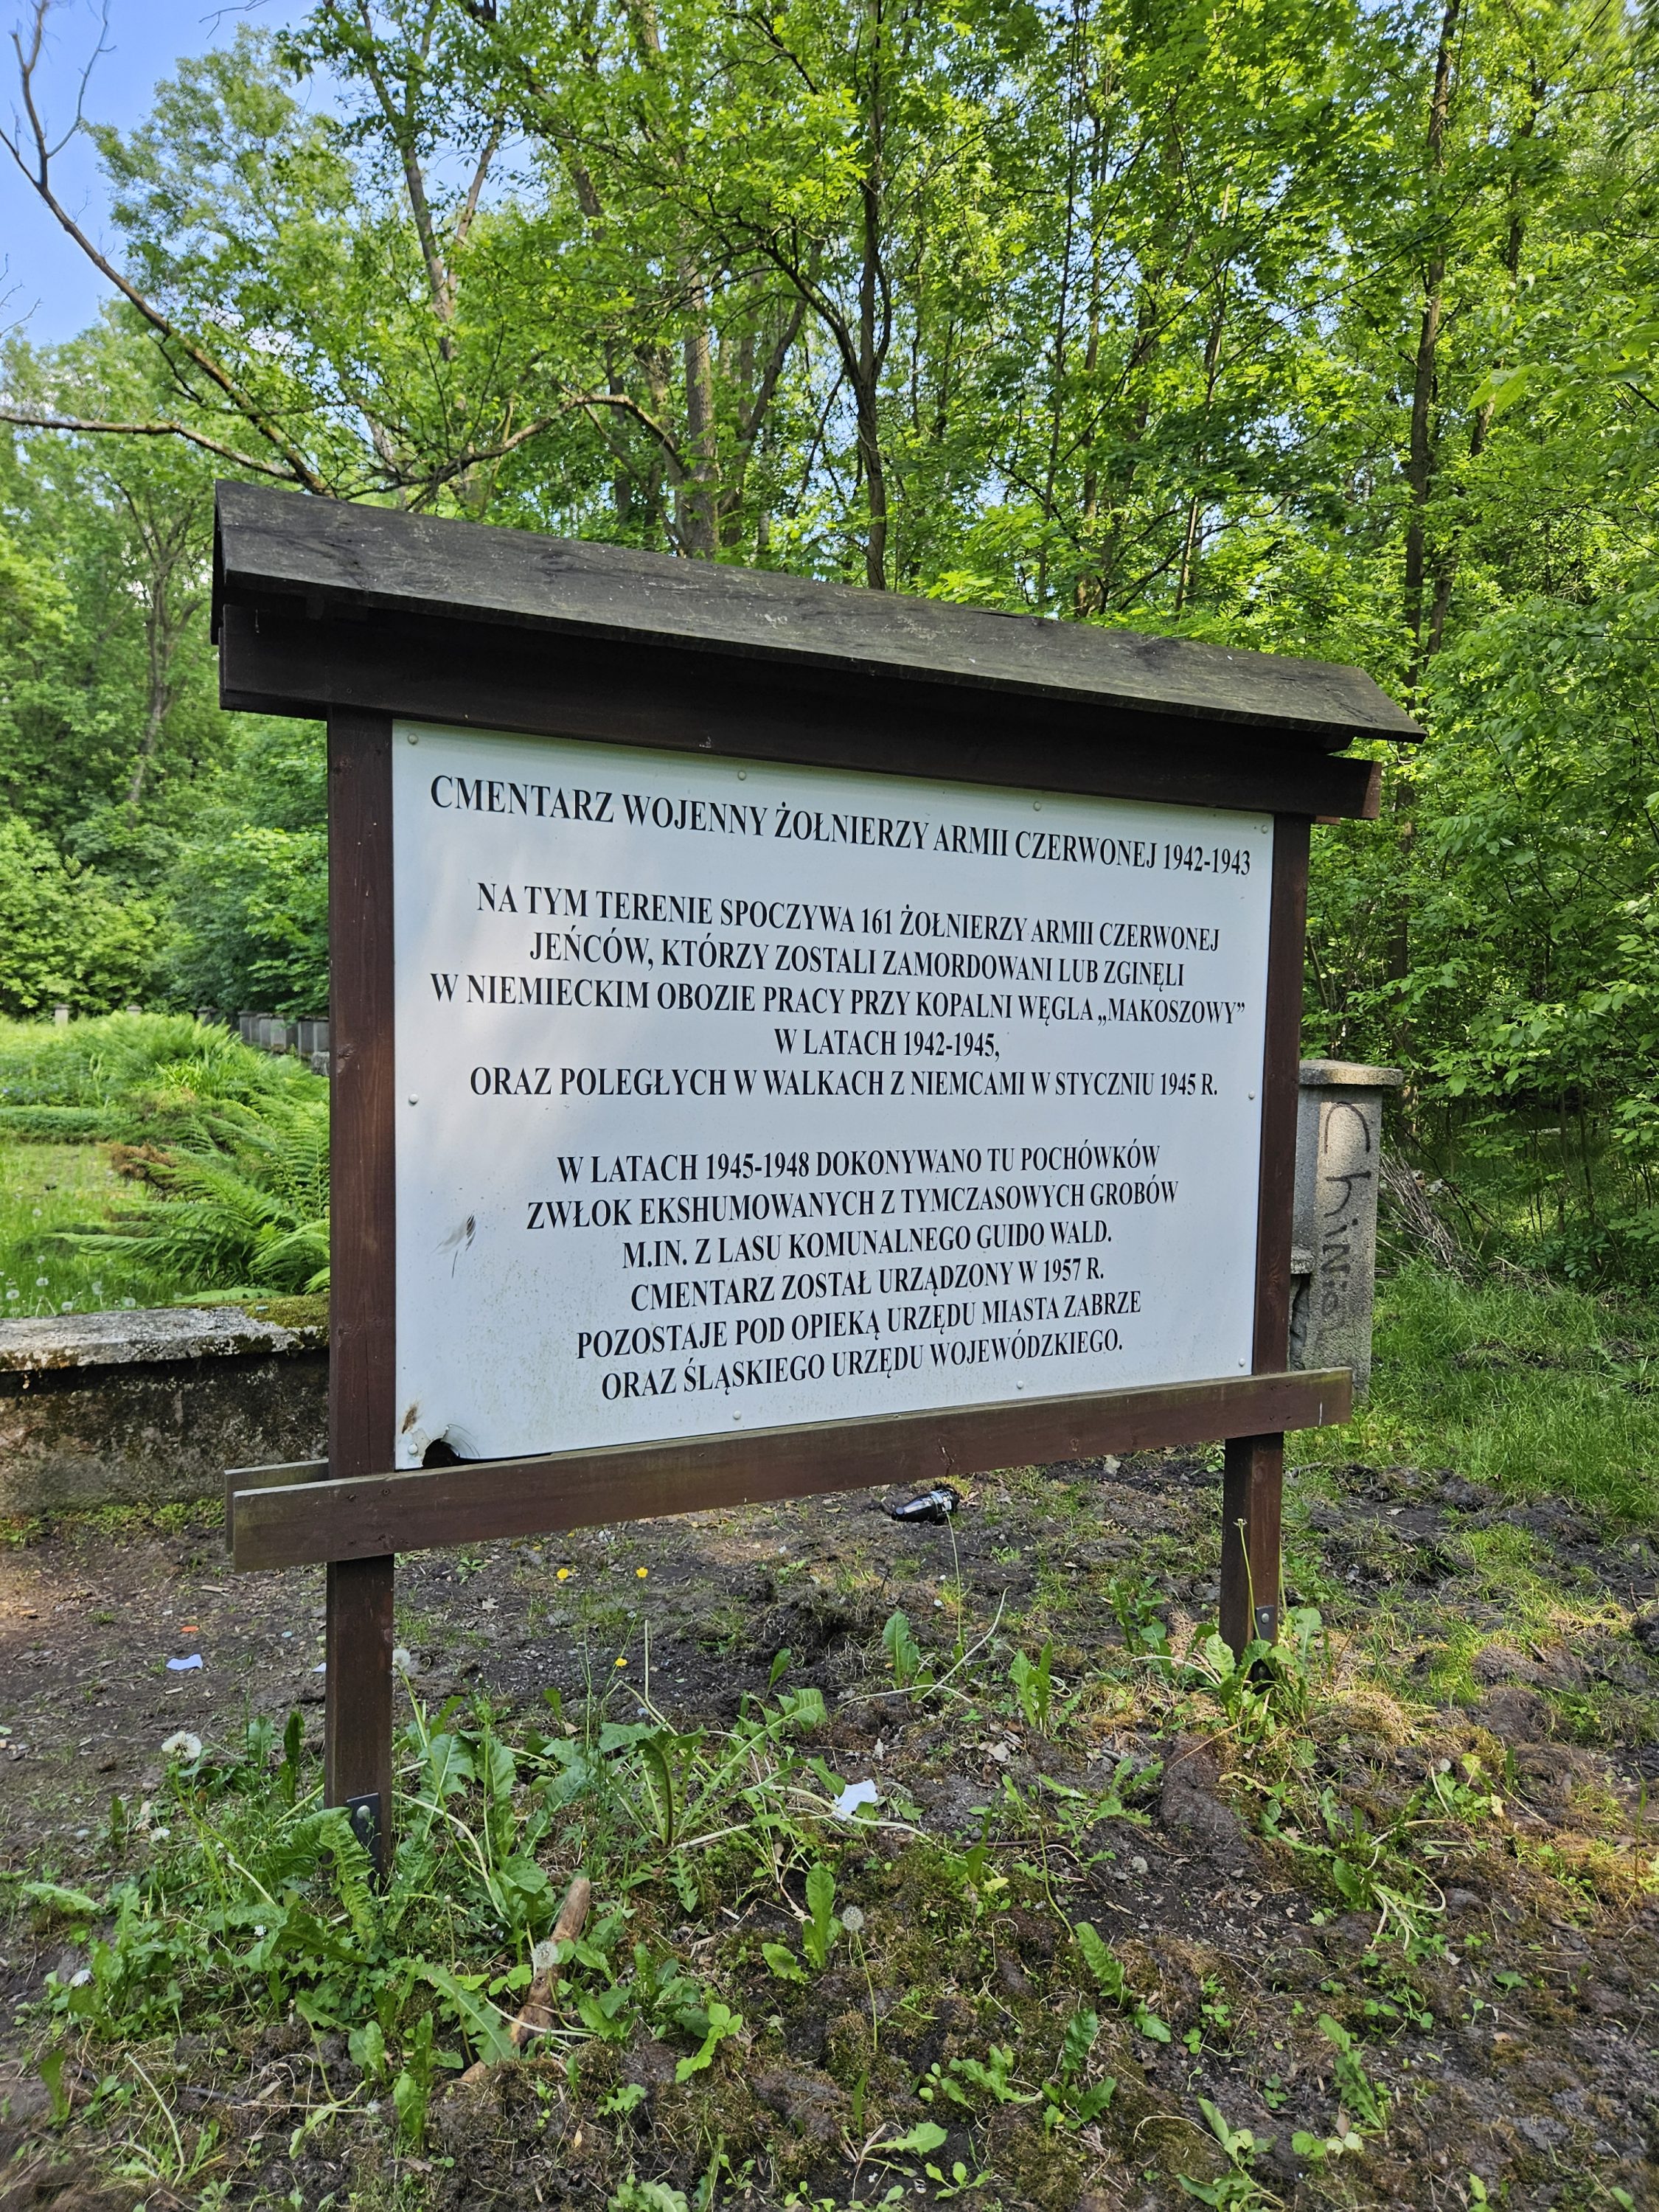 CMENTARZ WOJENNY ŻOŁNIERZY ARMII CZERWONEJ 1942-1943
NA TYM TERENIE SPOCZYWA 161 ŻOŁNIERZY ARMII CZERWONEJ
JEŃCÓW, KTÓRZY ZOSTALI ZAMORDOWANI LUB ZGINĘLI
W NIEMIECKIM OBOZIE PRACY PRZY KOPALNI WĘGLA „MAKOSZOWY”
W LATACH 1942-1945,
ORAZ POLEGŁYCH W WALKACH Z NIEMCAMI W STYCZNIU 1945 R.
W LATACH 1945-1948 DOKONYWANO TU POCHÓWKÓW
ZWŁOK EKSHUMOWANYCH Z TYMCZASOWYCH GROBÓW
M.IN. Z LASU KOMUNALNEGO GUIDO WALD.
CMENTARZ ZOSTAŁ URZĄDZONY W 1957 R.
POZOSTAJE POD OPIEKĄ URZĘDU MIASTA ZABRZE
ORAZ ŚLĄSKIEGO URZĘDU WOJEWÓDZKIEGO.